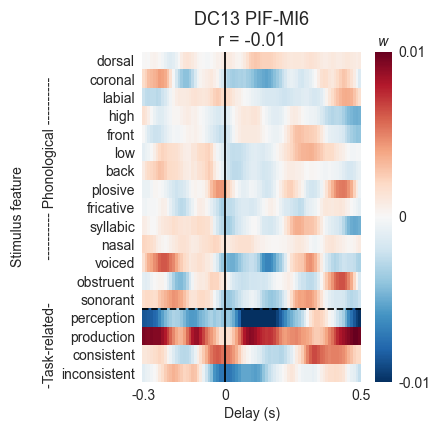 DC13 PIF-MI6
r = -0.01
w
dorsal
coronal
labial
high
front
low
back
plosive
fricative
syllabic
nasal
voiced
obstruent
sonorant
perception
production
consistent
inconsistent
Stimulus feature
-Task-related- ---------- Phonological ----------
0.01
0
-0.01
-0.3 0 0.5
Delay (s)